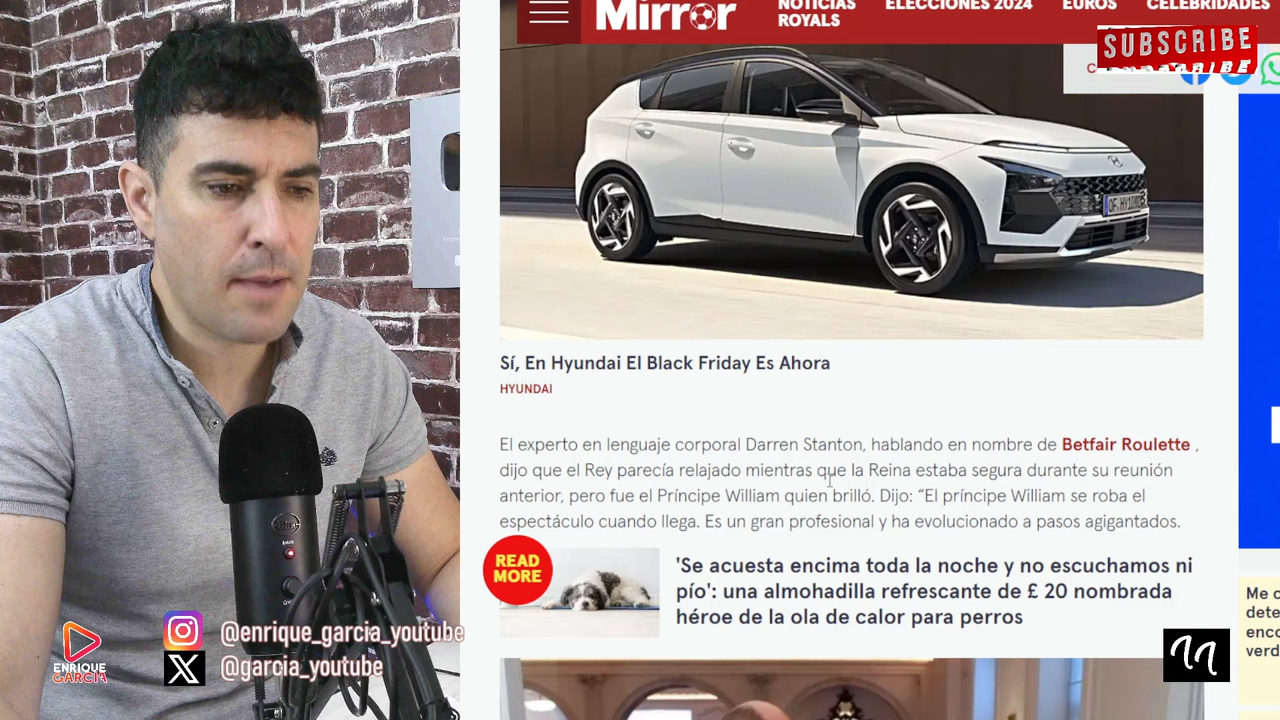 Mirror
NOTICIAS
ROYALS
ELECCIONES 2024
EUROS
CELEBRIDADES
SUBSCRIBE
Sí, En Hyundai El Black Friday Es Ahora
HYUNDAI
El experto en lenguaje corporal Darren Stanton, hablando en nombre de Betfair Roulette ,
dijo que el Rey parecía relajado mientras que la Reina estaba segura durante su reunión
anterior, pero fue el Príncipe William quien brilló. Dijo: “El príncipe William se roba el
espectáculo cuando llega. Es un gran profesional y ha evolucionado a pasos agigantados.
READ
MORE
'Se acuesta encima toda la noche y no escuchamos ni
pío': una almohadilla refrescante de £ 20 nombrada
héroe de la ola de calor para perros
Me
dete
enco
verd
@enrique_garcia_youtube
@garcia_youtube
ENRIQUE
GARCIA